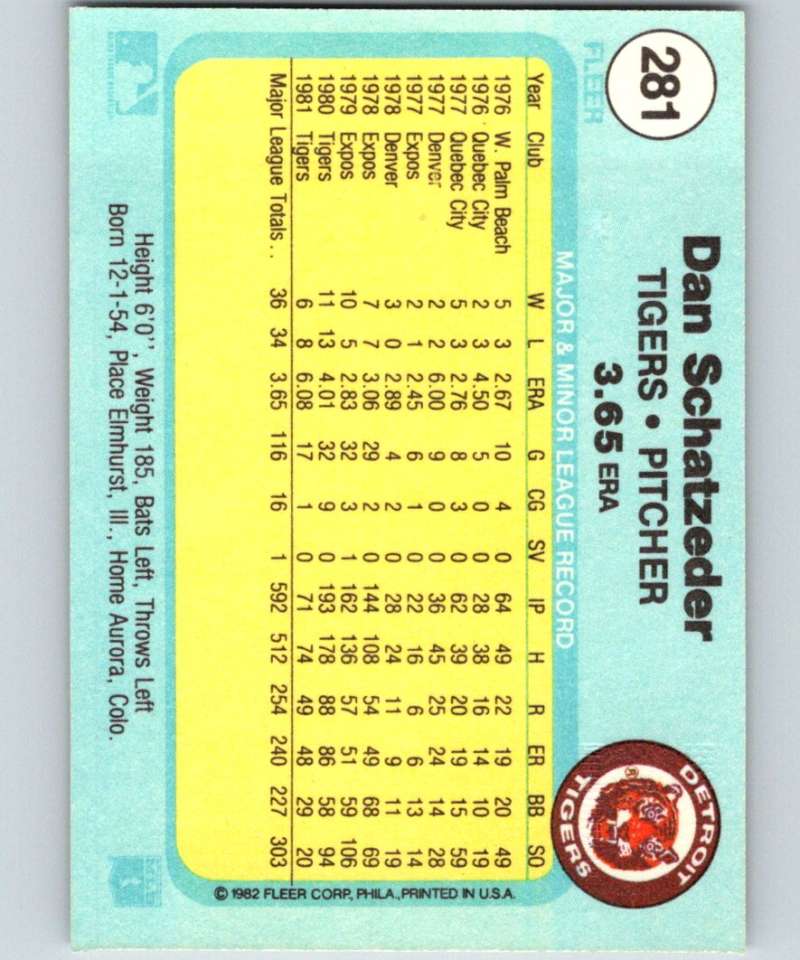 281
FLEER
Dan Schatzeder
TIGERS • PITCHER
3.65 ERA
DETROIT
TIGERS
®
MAJOR & MINOR LEAGUE RECORD
Year Club W L ERA G CG SV IP H R ER BB SO
1976 W. Palm Beach 5 3 2.67 10 4 0 64 49 22 19 20 49
1976 Quebec City 2 3 4.50 5 0 0 28 38 16 14 10 19
1977 Quebec City 5 3 2.76 8 3 0 62 39 20 19 15 59
1977 Denver 2 2 6.00 9 0 0 36 45 25 24 14 28
1977 Expos 2 1 2.45 6 1 0 22 16 6 6 13 14
1978 Denver 3 0 2.89 4 2 0 28 24 11 9 11 19
1978 Expos 7 7 3.06 29 2 0 144 108 54 49 68 69
1979 Expos 10 5 2.83 32 3 1 162 136 57 51 59 106
1980 Tigers 11 13 4.01 32 9 0 193 178 88 86 58 94
1981 Tigers 6 8 6.08 17 1 0 71 74 49 48 29 20
Major League Totals . . 36 34 3.65 116 16 1 592 512 254 240 227 303
© 1982 FLEER CORP., PHILA., PRINTED IN U.S.A.
Height 6'0'', Weight 185, Bats Left, Throws Left
Born 12-1-54, Place Elmhurst, Ill., Home Aurora, Colo.